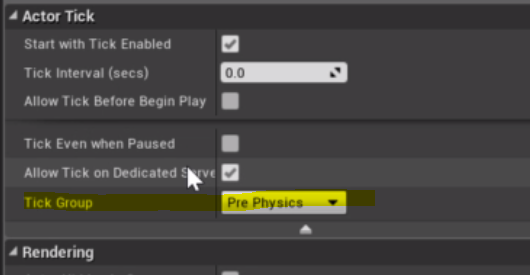 Actor Tick
Start with Tick Enabled
Tick Interval (secs) 0.0
Allow Tick Before Begin Play
Tick Even when Paused
Allow Tick on Dedicated Serve
Tick Group Pre Physics
Rendering